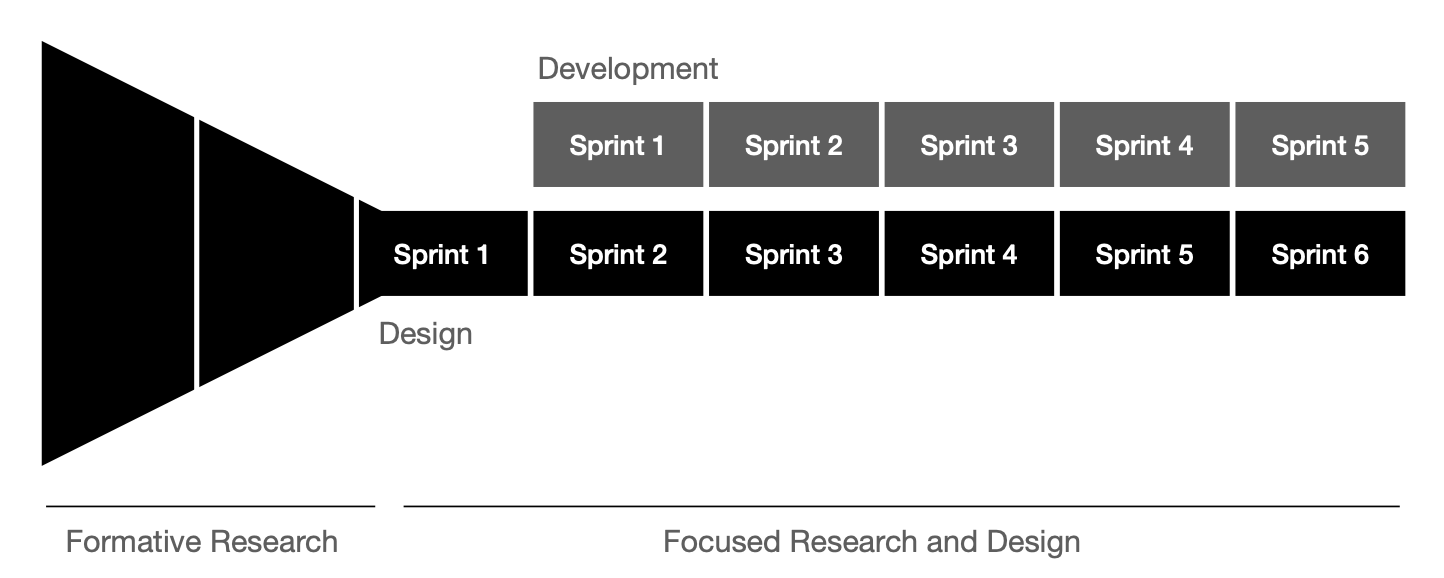 Development
Sprint 1 Sprint 2 Sprint 3 Sprint 4 Sprint 5
Sprint 1 Sprint 2 Sprint 3 Sprint 4 Sprint 5 Sprint 6
Design
Formative Research Focused Research and Design